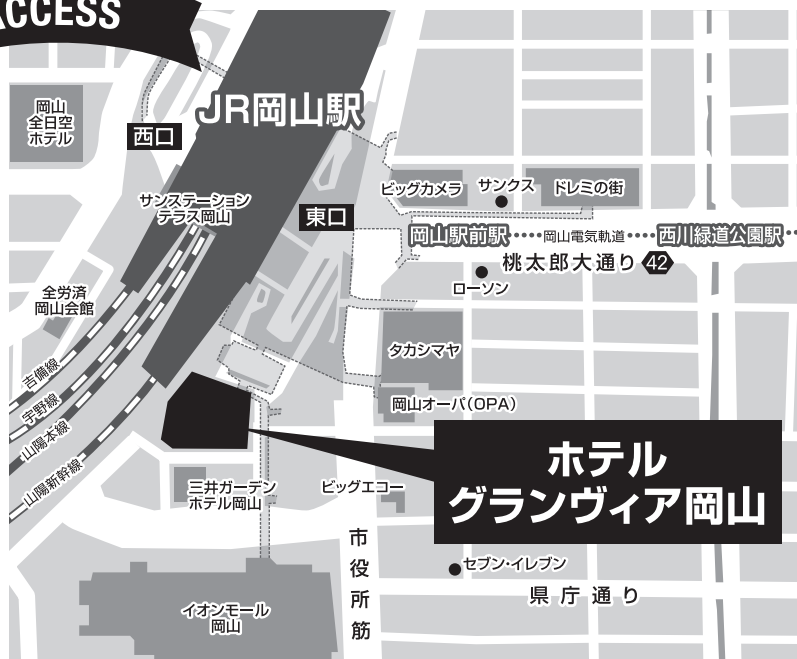 ACCESS
岡山
全日空
ホテル
西口
JR岡山駅
サンステーション
テラス岡山
東口
ビッグカメラ
サンクス
ドレミの街
岡山駅前駅
岡山電気軌道
西川緑道公園駅
桃太郎大通り 42
ローソン
全労済
岡山会館
タカシマヤ
吉備線
宇野線
山陽本線
山陽新幹線
岡山オーパ(OPA)
ホテル
グランヴィア岡山
三井ガーデン
ホテル岡山
ビッグエコー
市役所筋
セブン・イレブン
県庁通り
イオンモール
岡山